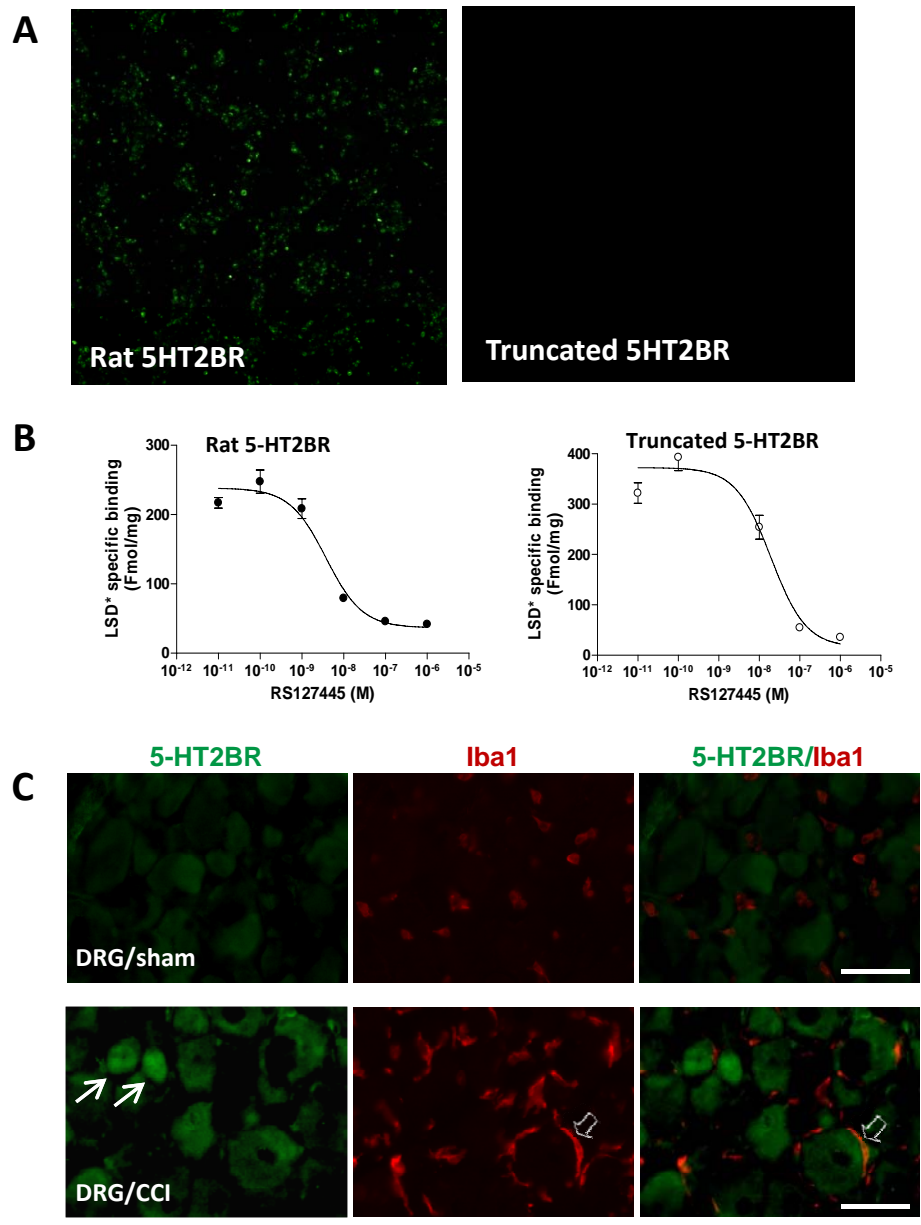 A
Rat 5HT2BR
Truncated 5HT2BR
B
Rat 5-HT2BR
300
200
100
0
LSD* specific binding
(Fmol/mg)
10-12 10-11 10-10 10-9 10-8 10-7 10-6 10-5
RS127445 (M)
Truncated 5-HT2BR
400
300
200
100
0
LSD* specific binding
(Fmol/mg)
10-12 10-11 10-10 10-9 10-8 10-7 10-6 10-5
RS127445 (M)
5-HT2BR
Iba1
5-HT2BR/Iba1
C
DRG/sham
DRG/CCI